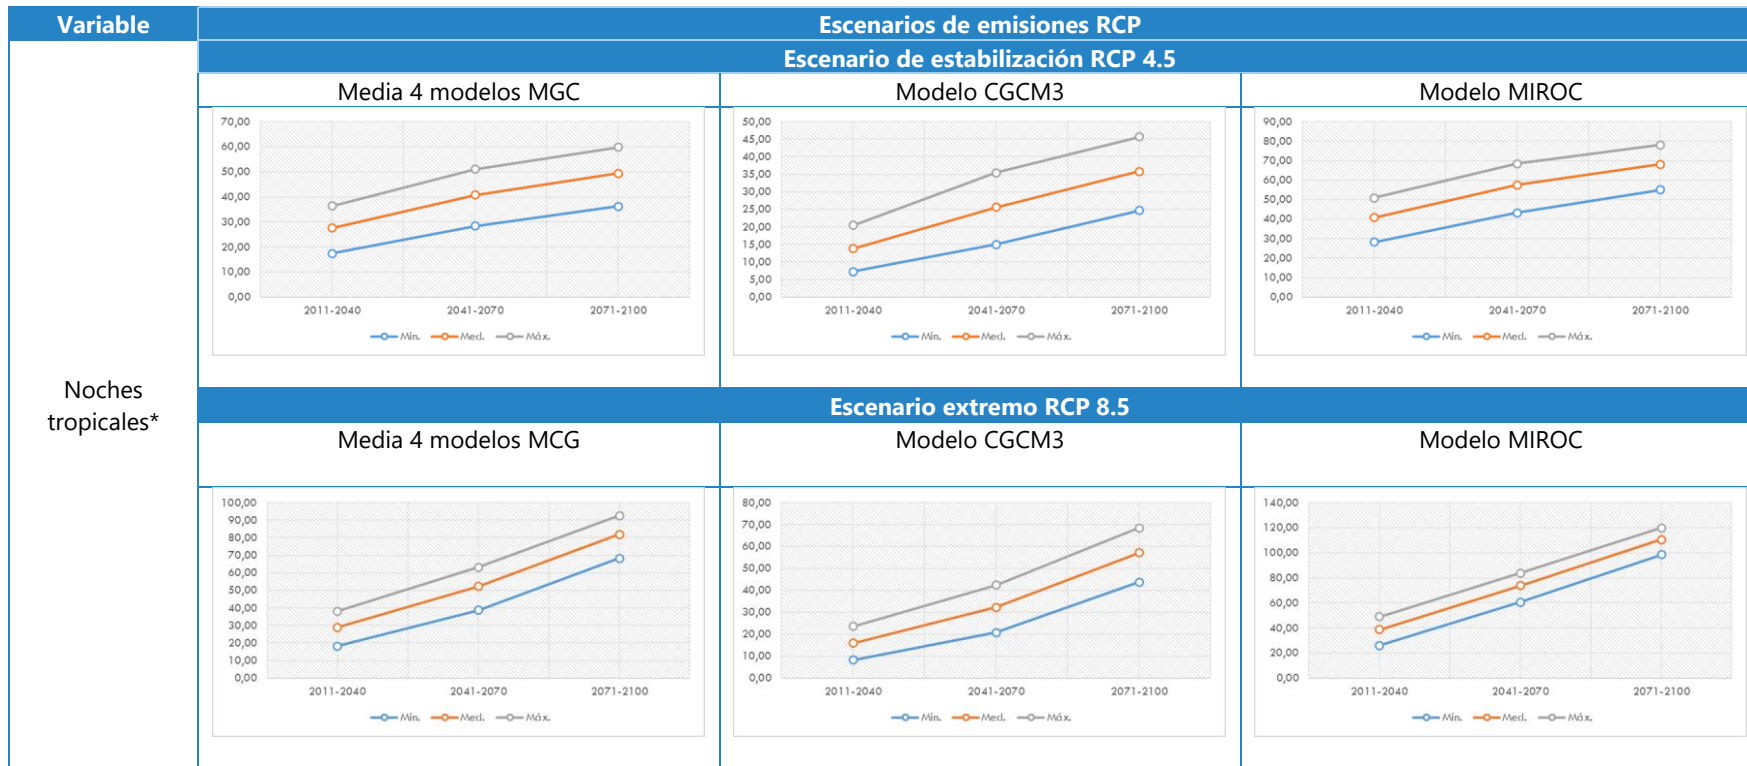 Variable
Escenarios de emisiones RCP
Escenario de estabilización RCP 4.5
Media 4 modelos MGC
Modelo CGCM3
Modelo MIROC
70,00
60,00
50,00
40,00
30,00
20,00
10,00
0,00
2011-2040 2041-2070 2071-2100
Mín. Med. Máx.
50,00
45,00
40,00
35,00
30,00
25,00
20,00
15,00
10,00
5,00
0,00
2011-2040 2041-2070 2071-2100
Mín. Med. Máx.
90,00
80,00
70,00
60,00
50,00
40,00
30,00
20,00
10,00
0,00
2011-2040 2041-2070 2071-2100
Mín. Med. Máx.
Noches
tropicales*
Escenario extremo RCP 8.5
Media 4 modelos MCG
Modelo CGCM3
Modelo MIROC
100,00
90,00
80,00
70,00
60,00
50,00
40,00
30,00
20,00
10,00
0,00
2011-2040 2041-2070 2071-2100
Mín. Med. Máx.
80,00
70,00
60,00
50,00
40,00
30,00
20,00
10,00
0,00
2011-2040 2041-2070 2071-2100
Mín. Med. Máx.
140,00
120,00
100,00
80,00
60,00
40,00
20,00
0,00
2011-2040 2041-2070 2071-2100
Mín. Med. Máx.